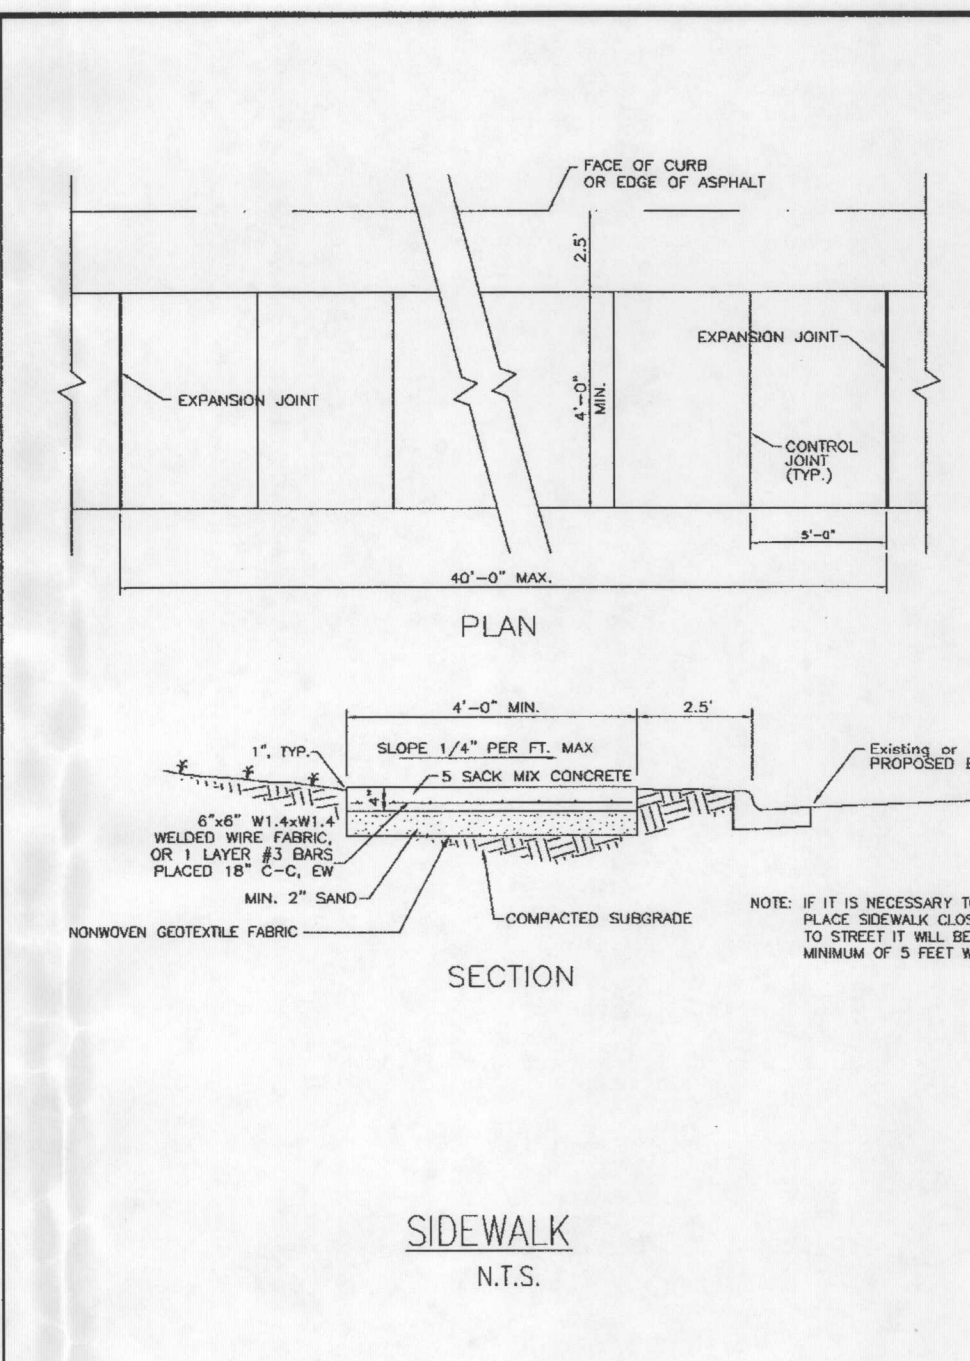 FACE OF CURB
OR EDGE OF ASPHALT
2.5'
EXPANSION JOINT
EXPANSION JOINT
4'-0"
MIN.
CONTROL
JOINT
(TYP.)
5'-0"
40'-0" MAX.
PLAN
4'-0" MIN.
2.5'
1", TYP.
SLOPE 1/4" PER FT. MAX
Existing or
PROPOSED
5 SACK MIX CONCRETE
4"
6"x6" W1.4xW1.4
WELDED WIRE FABRIC,
OR 1 LAYER #3 BARS
PLACED 18" C-C, EW
MIN. 2" SAND
NONWOVEN GEOTEXTILE FABRIC
COMPACTED SUBGRADE
NOTE: IF IT IS NECESSARY TO
PLACE SIDEWALK CLOS
TO STREET IT WILL BE
MINIMUM OF 5 FEET W
SECTION
SIDEWALK
N.T.S.